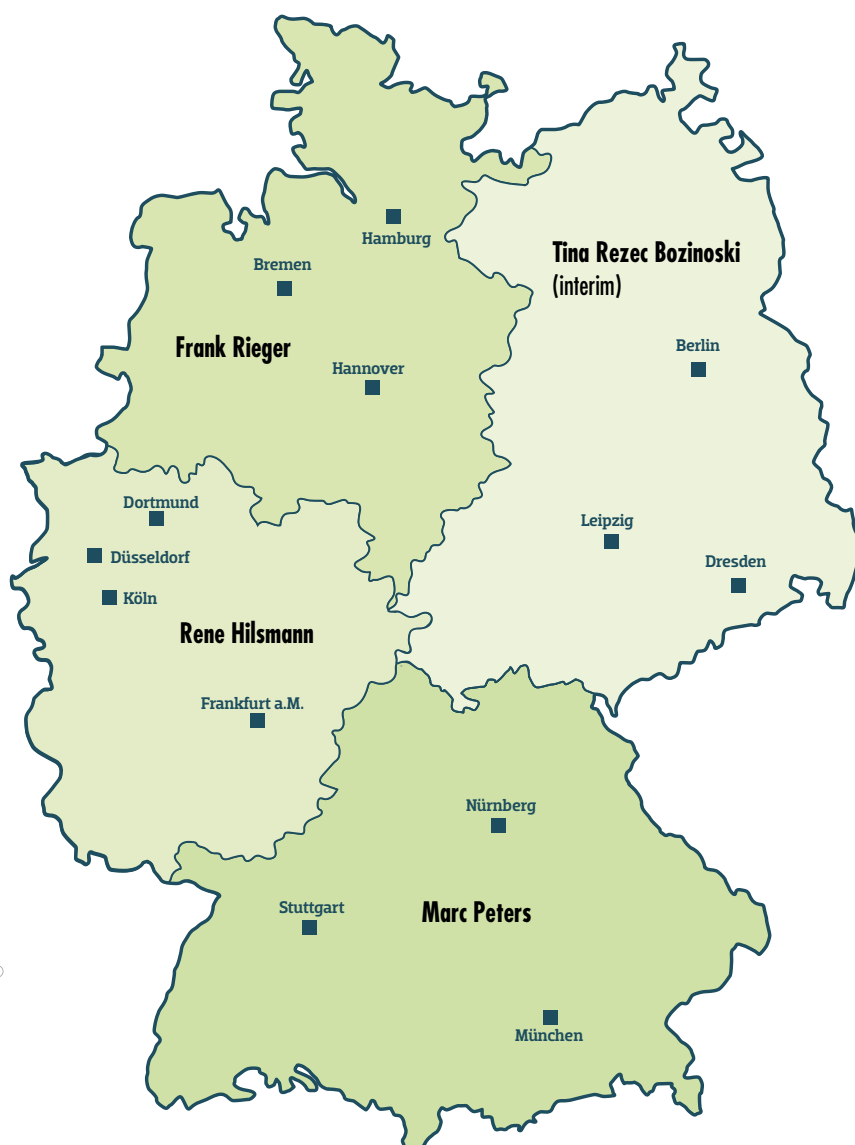 Hamburg
Tina Rezec Bozinoski
(interim)
Bremen
Frank Rieger
Berlin
Hannover
Dortmund
Leipzig
Düsseldorf
Dresden
Köln
Rene Hilsmann
Frankfurt a.M.
Nürnberg
Stuttgart
Marc Peters
München